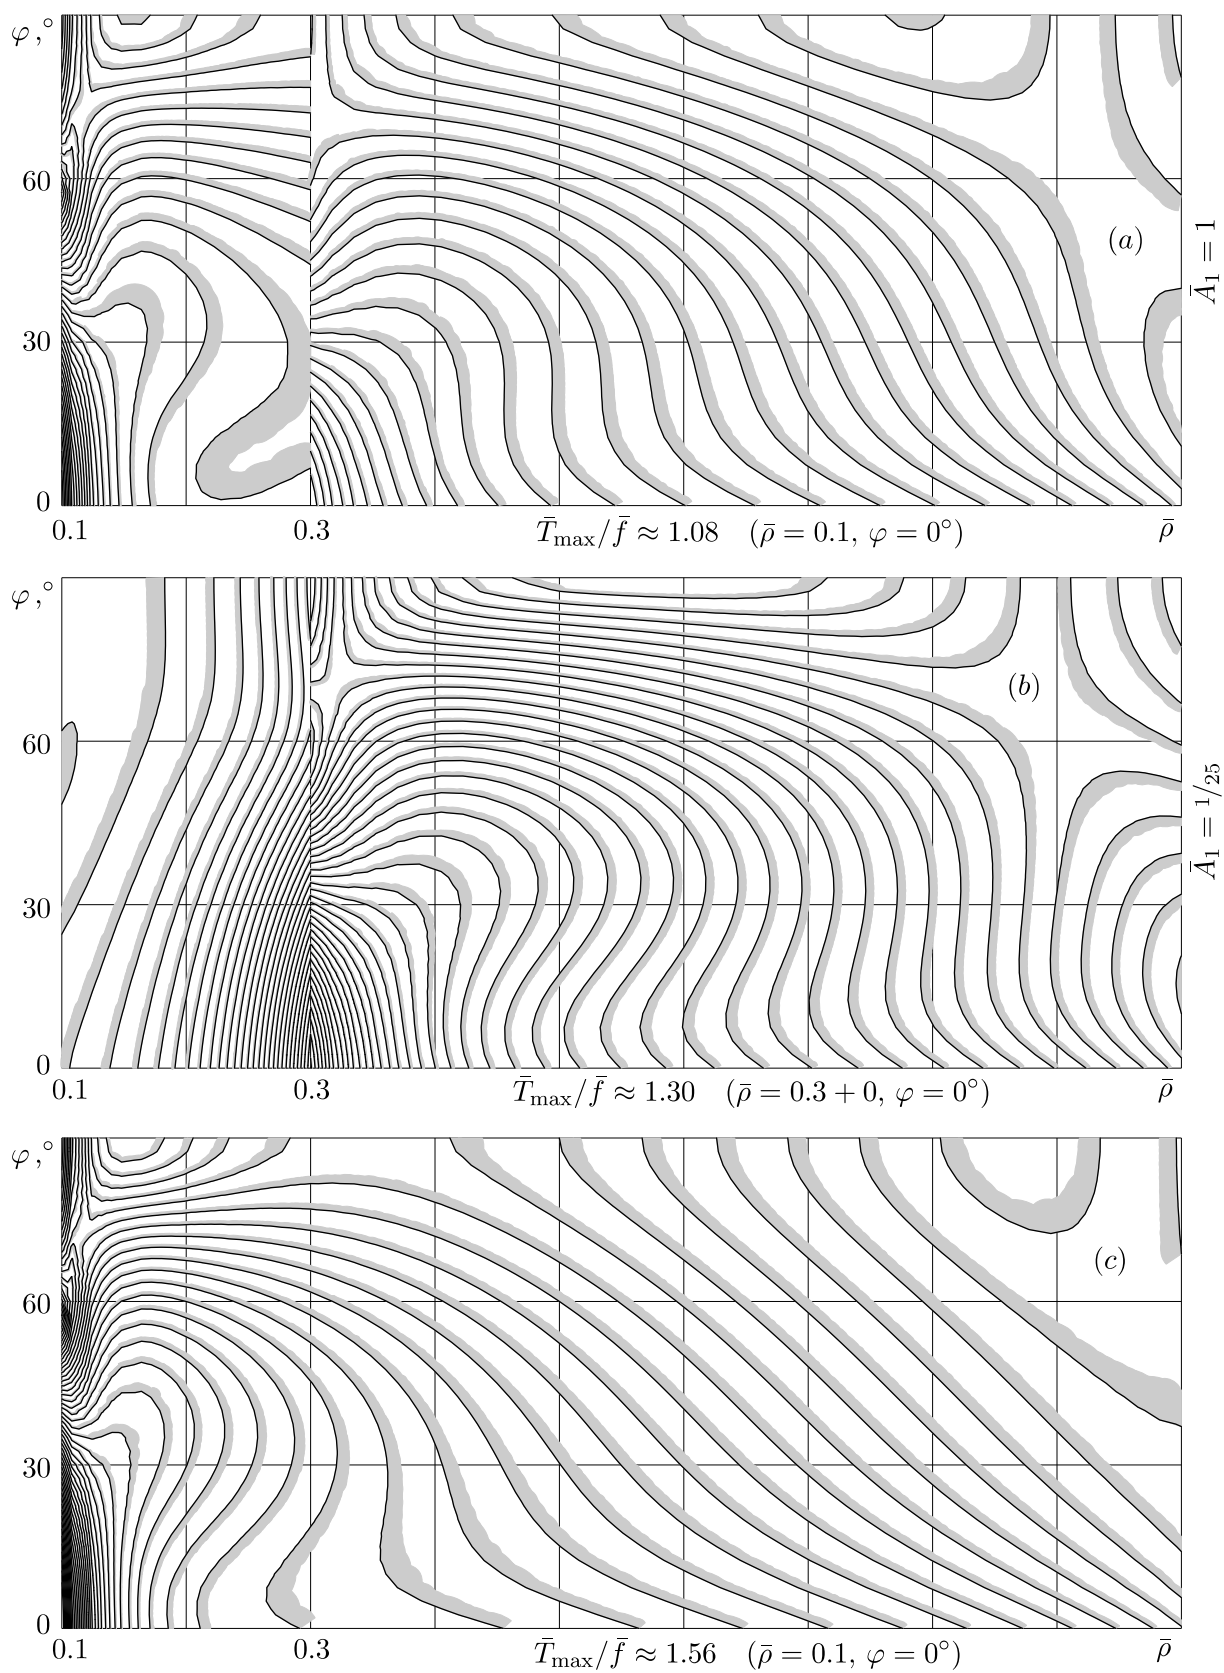 φ,°
60
30
0
(a)
Ā₁ = 1
0.1
0.3
T̄max/f̄ ≈ 1.08 (ρ̄ = 0.1, φ = 0°)
ρ̄
φ,°
60
30
0
(b)
Ā₁ = 1/25
0.1
0.3
T̄max/f̄ ≈ 1.30 (ρ̄ = 0.3 + 0, φ = 0°)
ρ̄
φ,°
60
30
0
(c)
0.1
0.3
T̄max/f̄ ≈ 1.56 (ρ̄ = 0.1, φ = 0°)
ρ̄